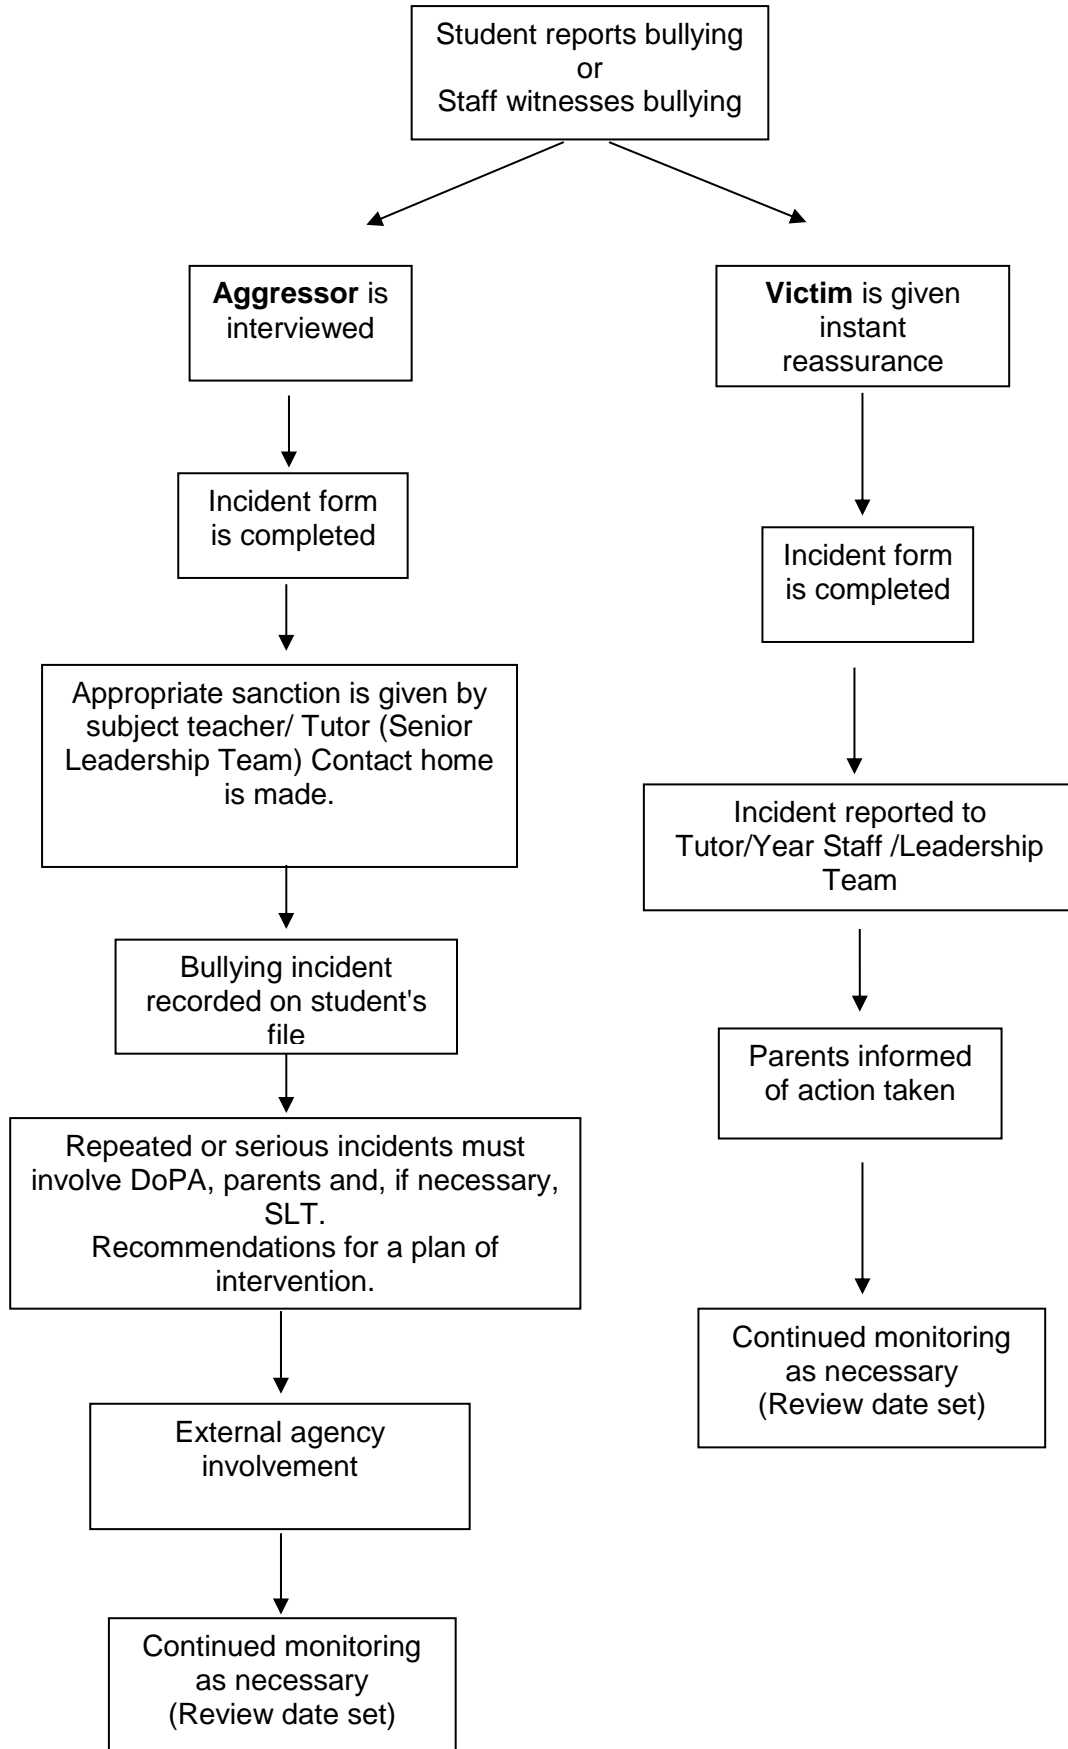 Student reports bullying
or
Staff witnesses bullying
Aggressor is
interviewed
Incident form
is completed
Appropriate sanction is given by
subject teacher/ Tutor (Senior
Leadership Team) Contact home
is made.
Bullying incident
recorded on student's
file
Repeated or serious incidents must
involve DoPA, parents and, if necessary,
SLT.
Recommendations for a plan of
intervention.
External agency
involvement
Continued monitoring
as necessary
(Review date set)
Victim is given
instant
reassurance
Incident form
is completed
Incident reported to
Tutor/Year Staff /Leadership
Team
Parents informed
of action taken
Continued monitoring
as necessary
(Review date set)